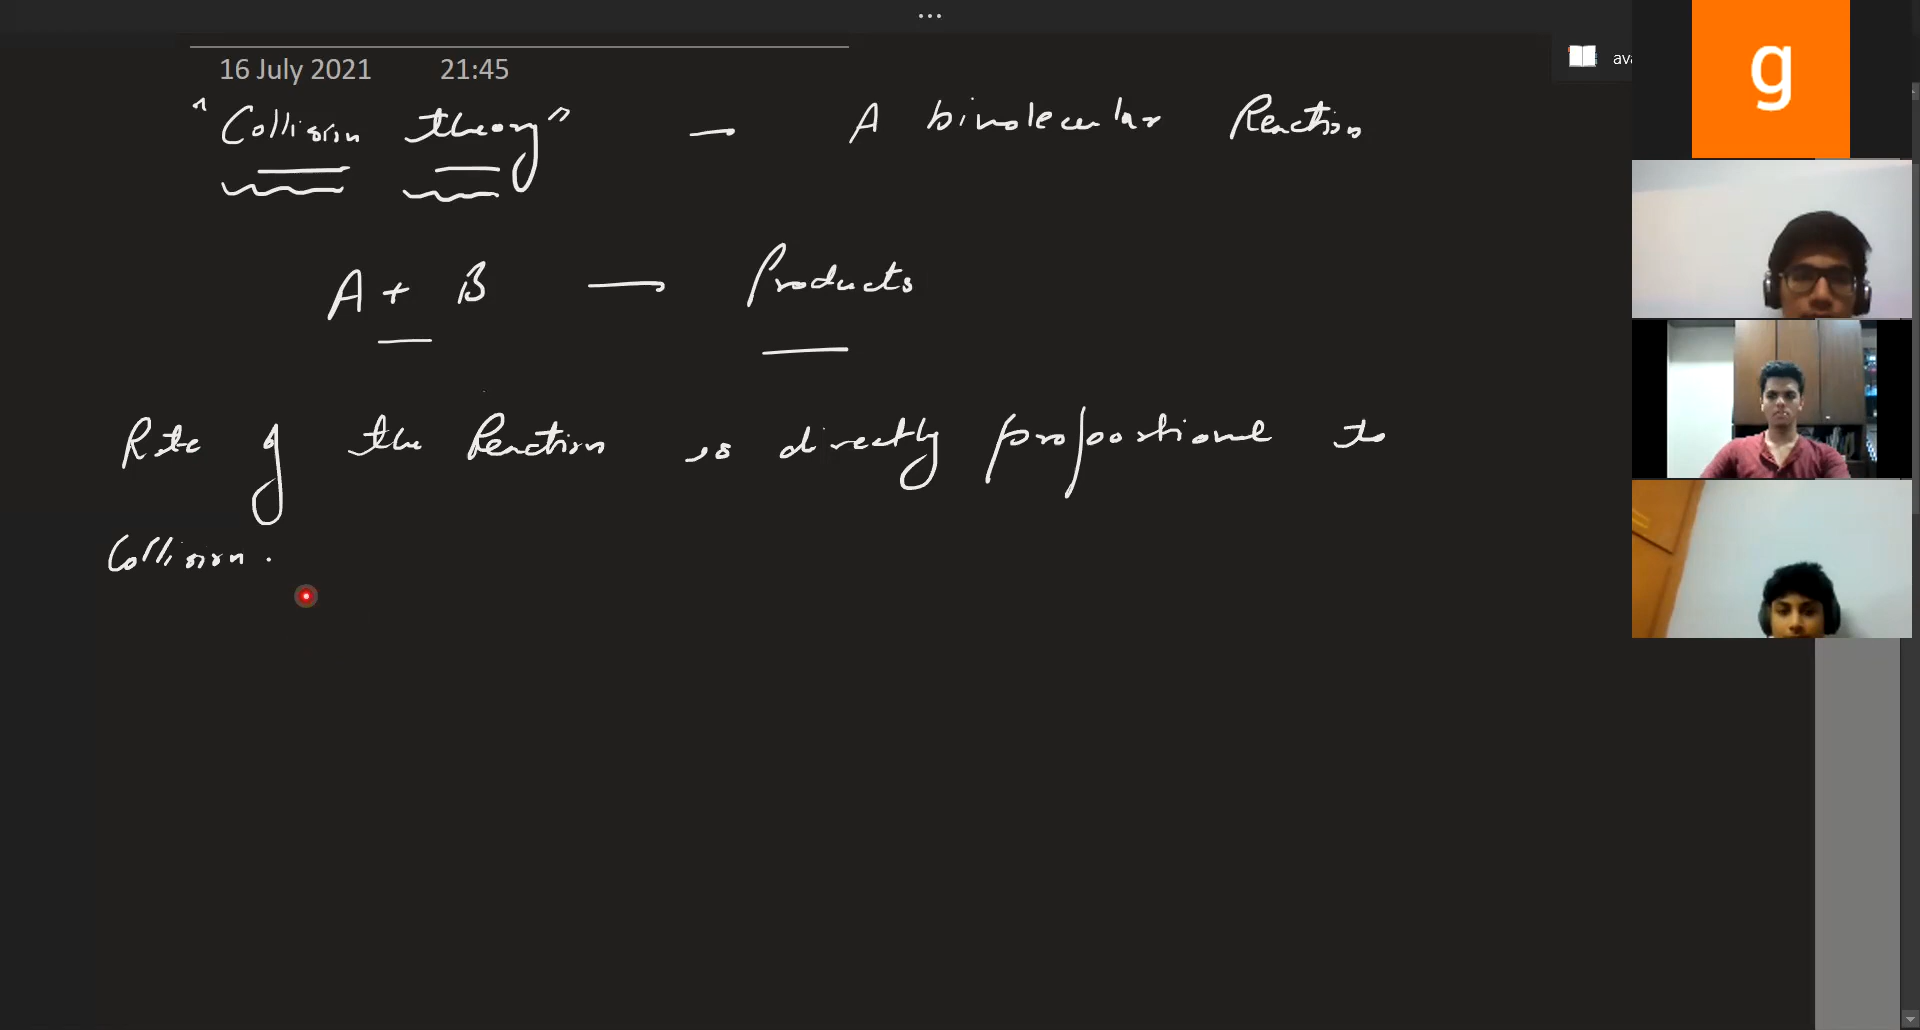 ...
16 July 2021 21:45
ava
g
"Collision theory" — A bimolecular Reaction
A + B — Products
Rate of the Reaction is directly proportional to
Collision.